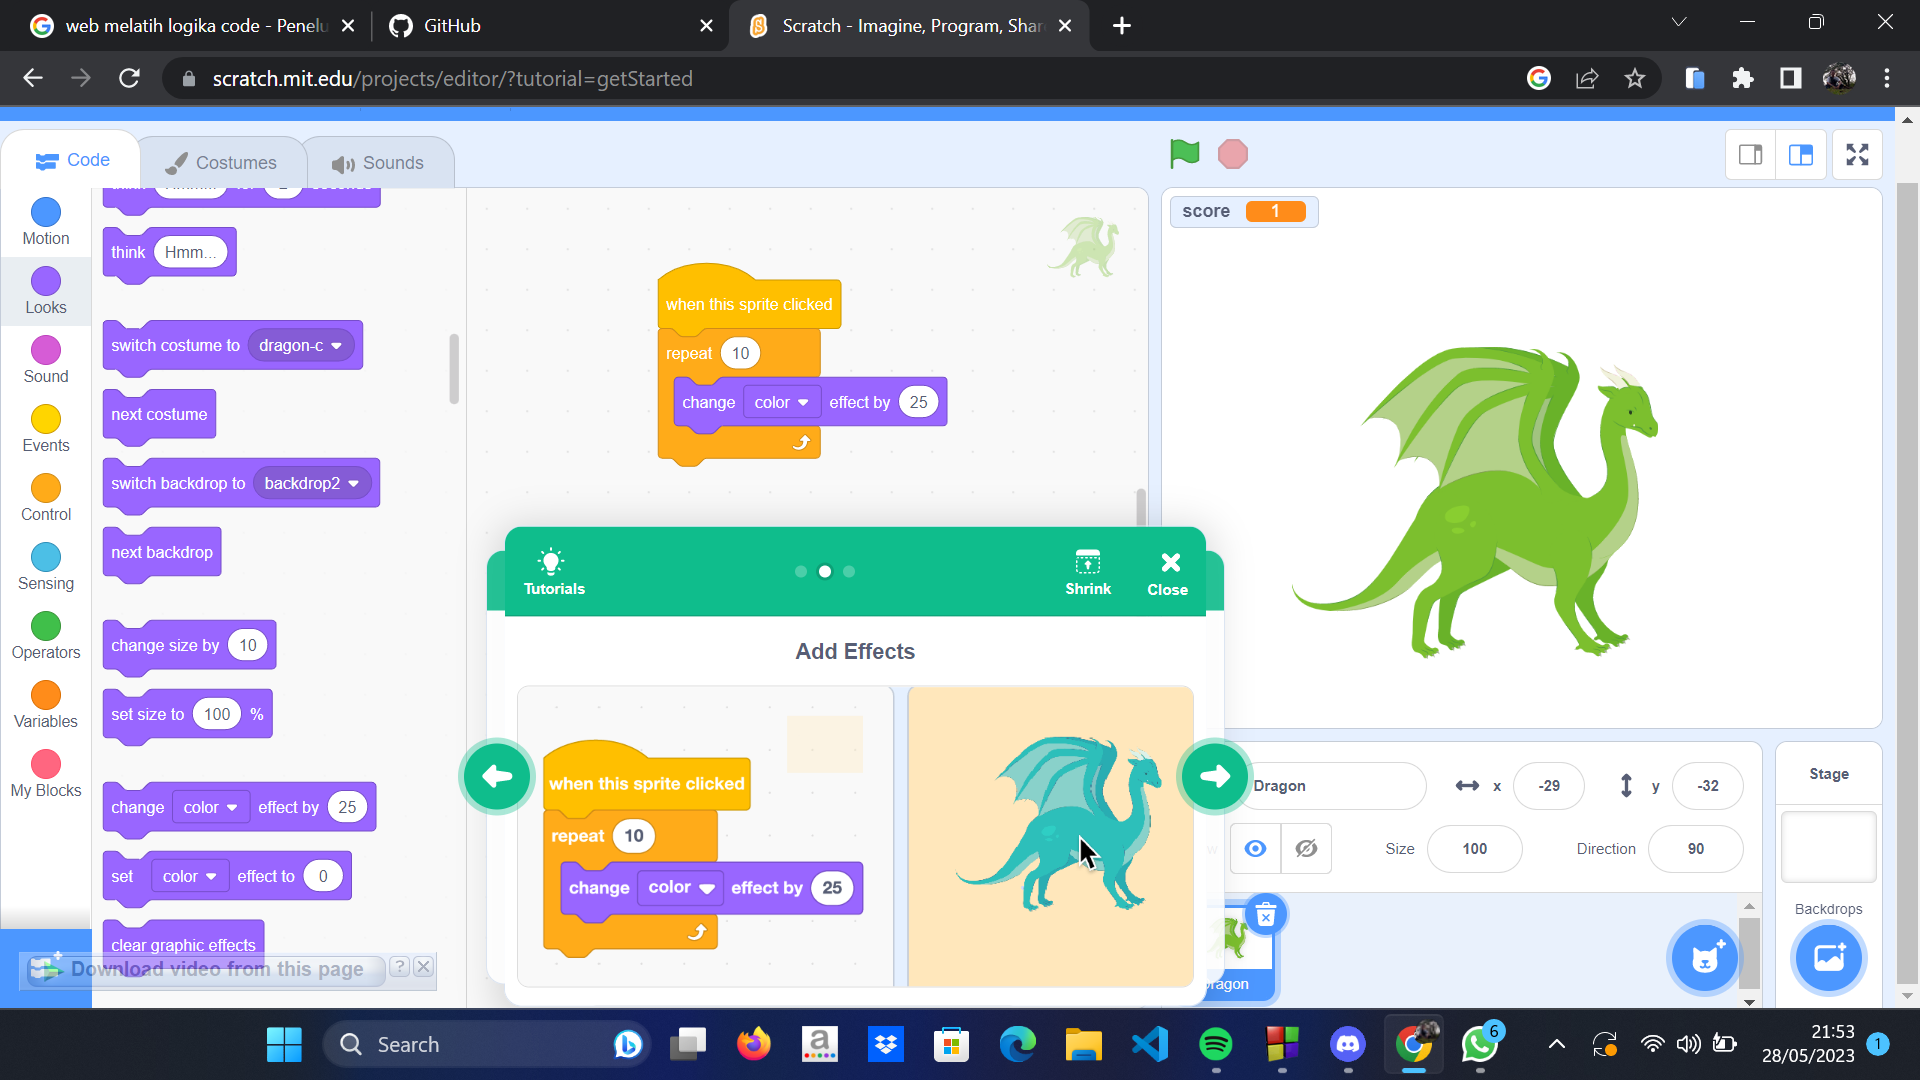 web melatih logika code - Penelu
GitHub
Scratch - Imagine, Program, Shar
scratch.mit.edu/projects/editor/?tutorial=getStarted
Code
Costumes
Sounds
Motion
Looks
Sound
Events
Control
Sensing
Operators
Variables
My Blocks
think Hmm...
switch costume to dragon-c
next costume
switch backdrop to backdrop2
next backdrop
change size by 10
set size to 100 %
change color effect by 25
set color effect to 0
clear graphic effects
Download video from this page ?
when this sprite clicked
repeat 10
change color effect by 25
Tutorials
Shrink
Close
Add Effects
when this sprite clicked
repeat 10
change color effect by 25
score 1
Dragon
x -29
y -32
Size 100
Direction 90
ragon
Stage
Backdrops
Search
a
6
21:53
28/05/2023
1